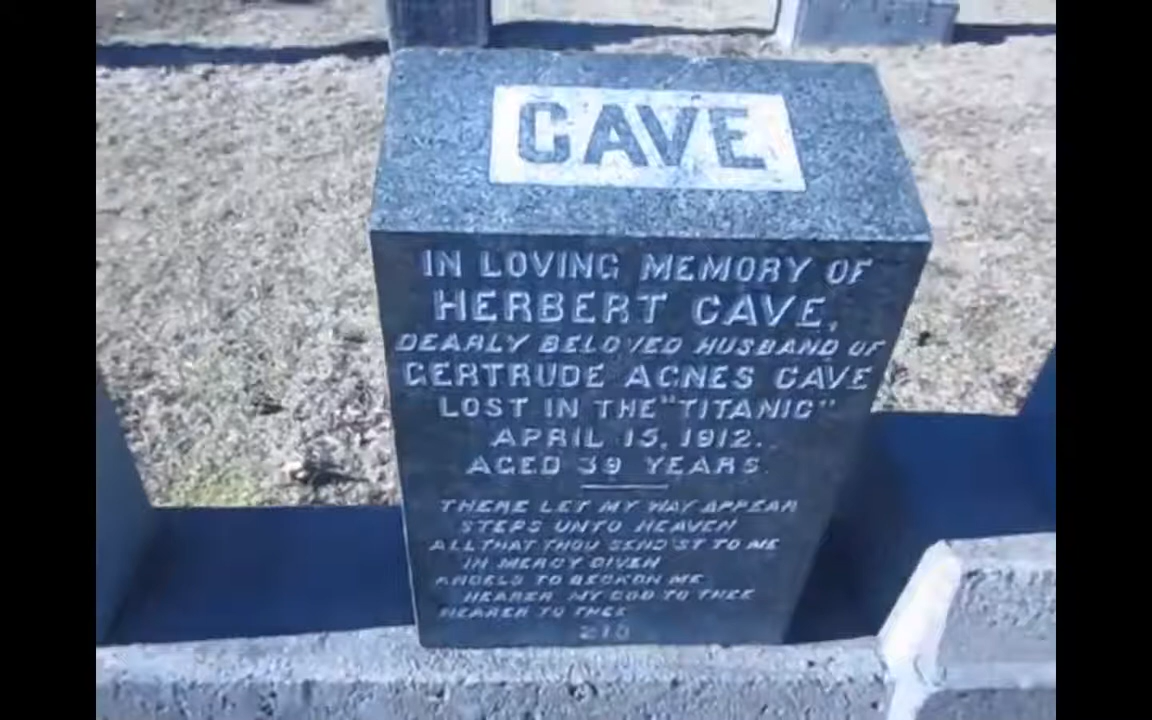 CAVE
IN LOVING MEMORY OF
HERBERT CAVE,
DEARLY BELOVED HUSBAND OF
GERTRUDE AGNES CAVE
LOST IN THE "TITANIC"
APRIL 15, 1912.
AGED 39 YEARS.
THERE LET MY WAY APPEAR
STEPS UNTO HEAVEN
ALL THAT THOU SEND'ST TO ME
IN MERCY GIVEN
ANGELS TO BECKON ME
NEARER MY GOD TO THEE
NEARER TO THEE
218